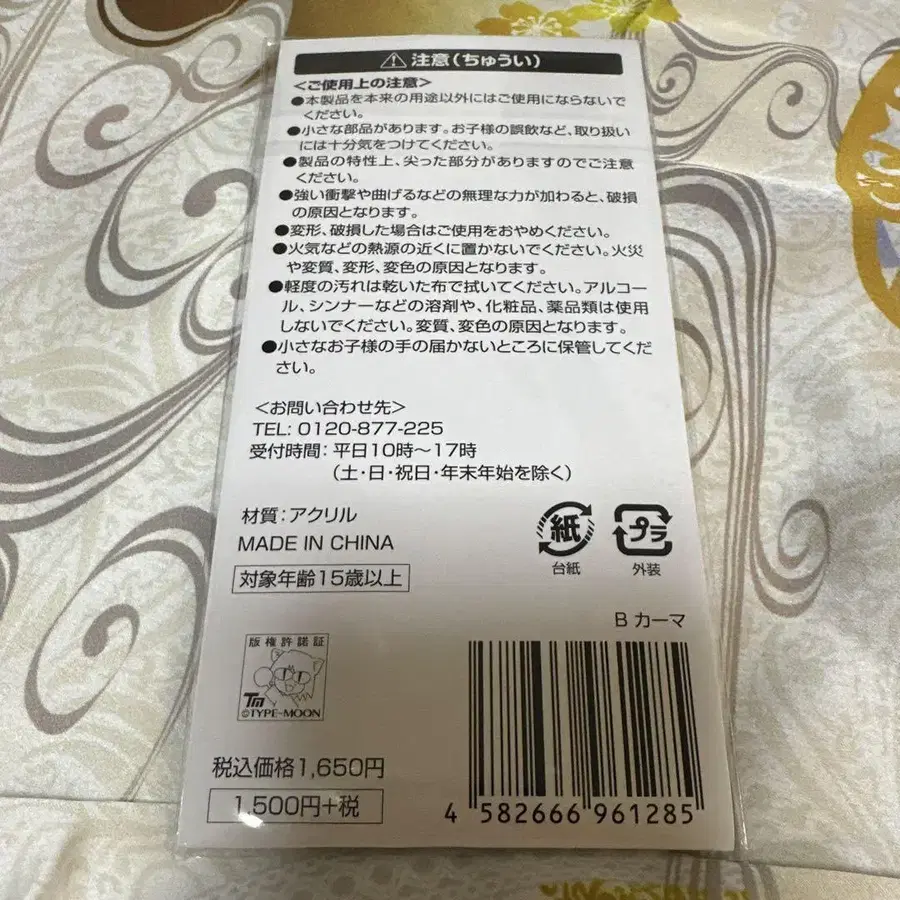 注意(ちゅうい)
<ご使用上の注意>
●本製品を本来の用途以外にはご使用にならないで
ください。
●小さな部品があります。お子様の誤飲など、取り扱い
には十分気をつけてください。
●製品の特性上、尖った部分がありますのでご注意
ください。
●強い衝撃や曲げるなどの無理な力が加わると、破損
の原因となります。
●変形、破損した場合はご使用をおやめください。
●火気などの熱源の近くに置かないでください。火災
や変質、変形、変色の原因となります。
●軽度の汚れは乾いた布で拭いてください。アルコー
ル、シンナーなどの溶剤や、化粧品、薬品類は使用
しないでください。変質、変色の原因となります。
●小さなお子様の手の届かないところに保管してくだ
さい。
<お問い合わせ先>
TEL: 0120-877-225
受付時間: 平日10時~17時
(土・日・祝日・年末年始を除く)
材質: アクリル
MADE IN CHINA
対象年齢15歳以上
紙
台紙
プラ
外装
B カーマ
版権許諾証
TM
©TYPE-MOON
税込価格1,650円
1,500円+税
4 582666 961285